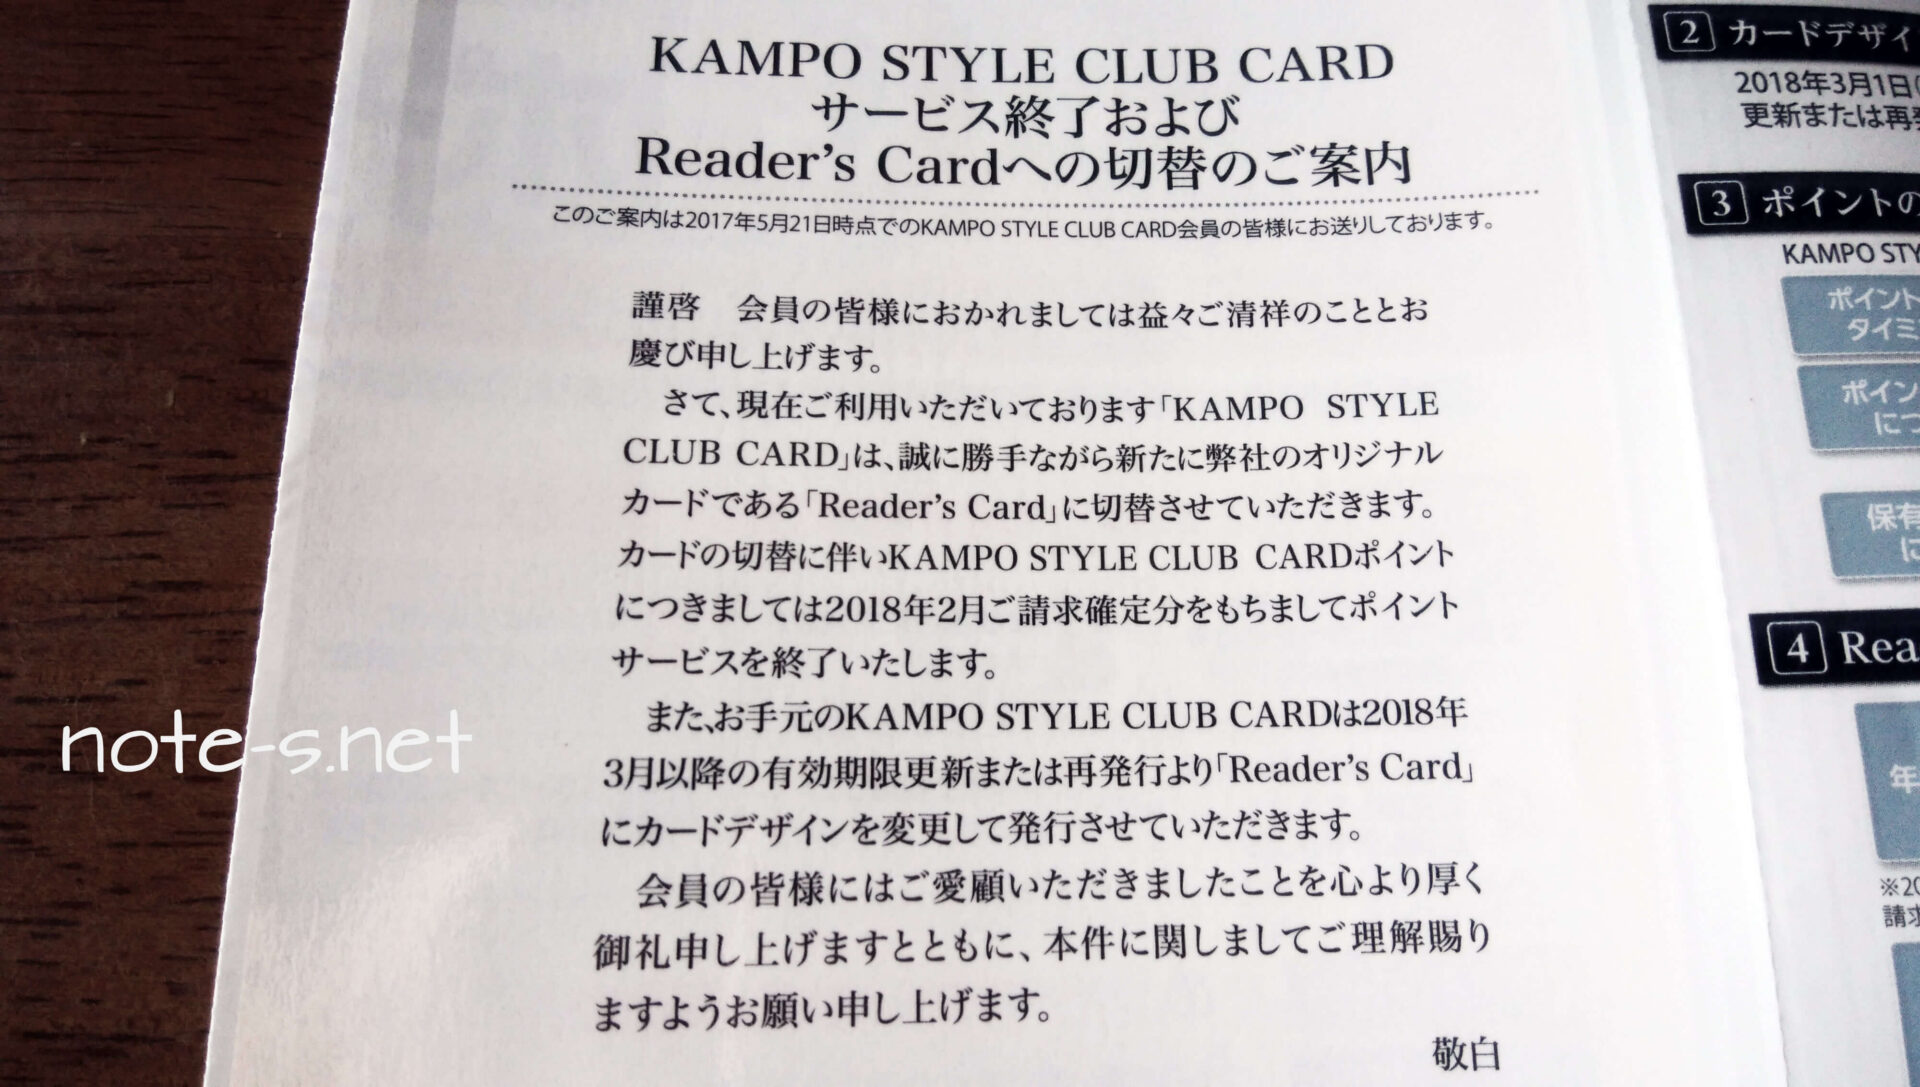 KAMPO STYLE CLUB CARD
サービス終了および
Reader's Cardへの切替のご案内
このご案内は2017年5月21日時点でのKAMPO STYLE CLUB CARD会員の皆様にお送りしております。
謹啓　会員の皆様におかれましては益々ご清祥のこととお
慶び申し上げます。
さて、現在ご利用いただいております「KAMPO STYLE
CLUB CARD」は、誠に勝手ながら新たに弊社のオリジナル
カードである「Reader's Card」に切替させていただきます。
カードの切替に伴いKAMPO STYLE CLUB CARDポイント
につきましては2018年2月ご請求確定分をもちましてポイント
サービスを終了いたします。
また、お手元のKAMPO STYLE CLUB CARDは2018年
3月以降の有効期限更新または再発行より「Reader's Card」
にカードデザインを変更して発行させていただきます。
会員の皆様にはご愛顧いただきましたことを心より厚く
御礼申し上げますとともに、本件に関しましてご理解賜り
ますようお願い申し上げます。
敬白
2 カードデザイ
2018年3月1日(
更新または再発
3 ポイントの
KAMPO STY
ポイント
タイミ
ポイン
につ
保有
に
4 Rea
年
※20
請求
note-s.net